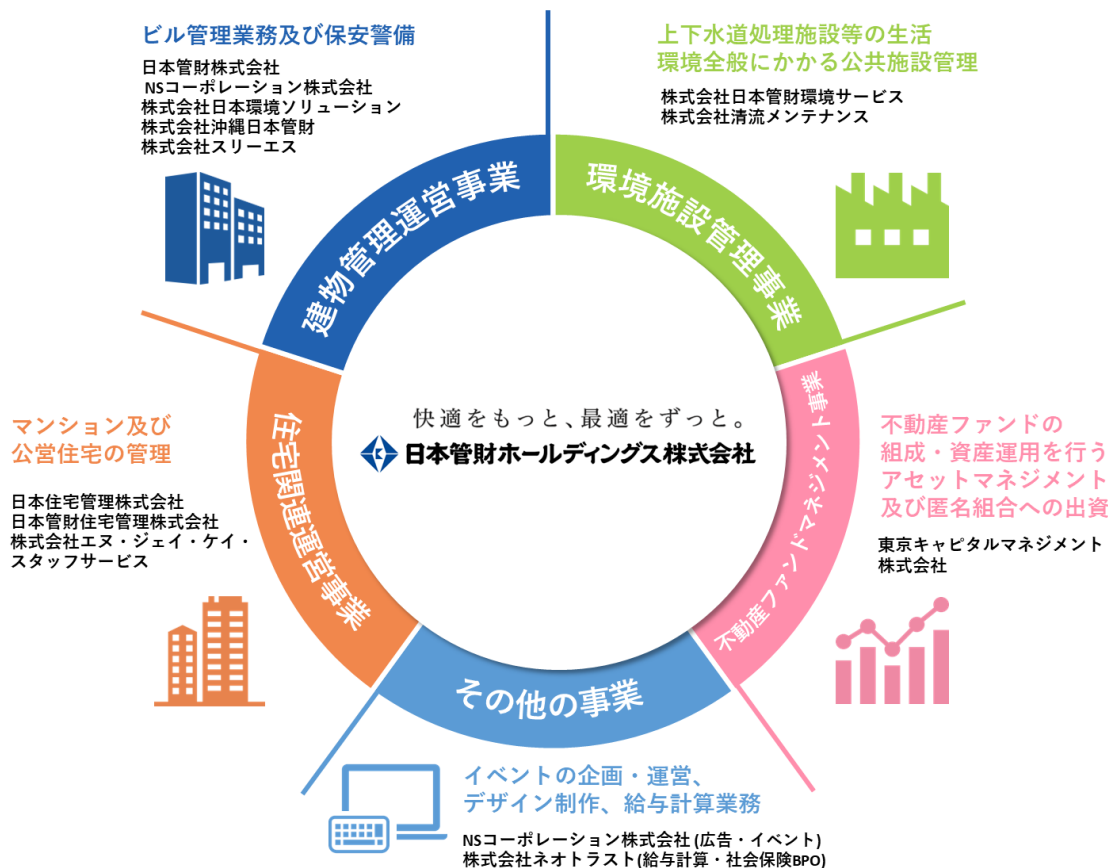 ビル管理業務及び保安警備
日本管財株式会社
NSコーポレーション株式会社
株式会社日本環境ソリューション
株式会社沖縄日本管財
株式会社スリーエス
建物管理運営事業
上下水道処理施設等の生活
環境全般にかかる公共施設管理
株式会社日本管財環境サービス
株式会社清流メンテナンス
環境施設管理事業
快適をもっと、最適をずっと。
日本管財ホールディングス株式会社
マンション及び
公営住宅の管理
日本住宅管理株式会社
日本管財住宅管理株式会社
株式会社エヌ・ジェイ・ケイ・
スタッフサービス
住宅関連運営事業
不動産ファンドの
組成・資産運用を行う
アセットマネジメント
及び匿名組合への出資
東京キャピタルマネジメント
株式会社
不動産ファンドマネジメント事業
その他の事業
イベントの企画・運営、
デザイン制作、給与計算業務
NSコーポレーション株式会社 (広告・イベント)
株式会社ネオトラスト(給与計算・社会保険BPO)